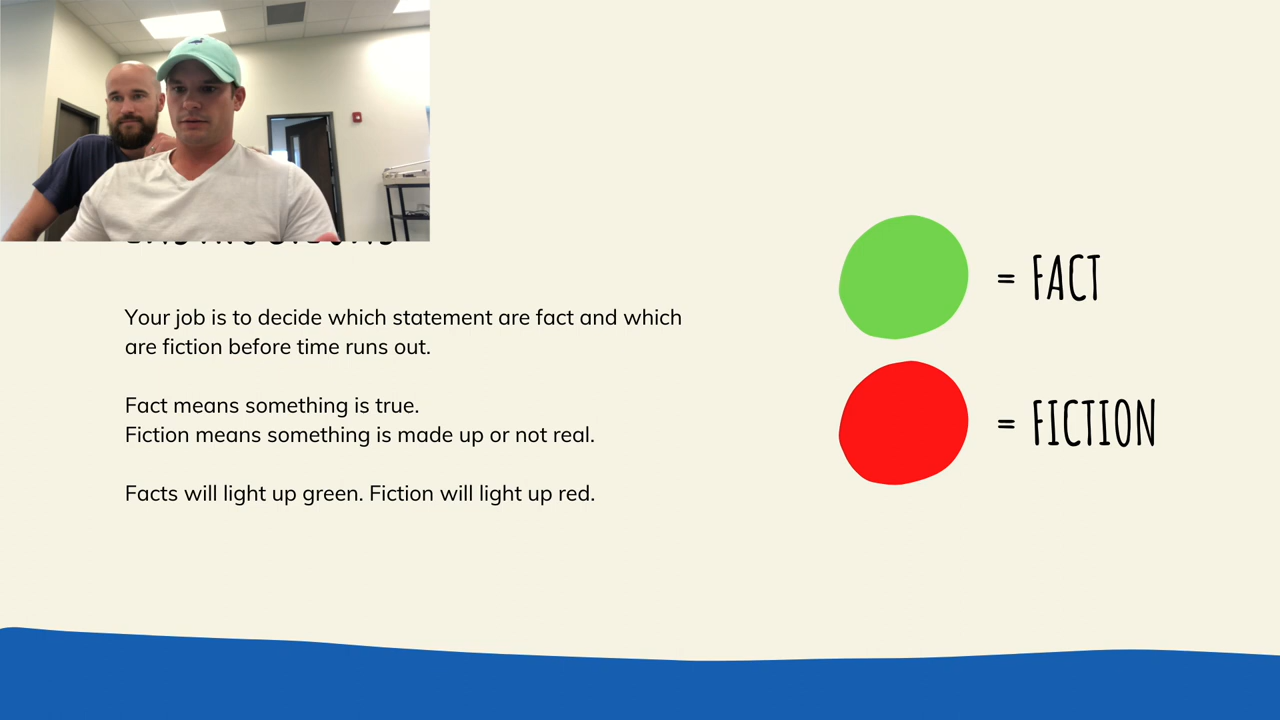 Your job is to decide which statement are fact and which
are fiction before time runs out.
Fact means something is true.
Fiction means something is made up or not real.
Facts will light up green. Fiction will light up red.
= FACT
= FICTION